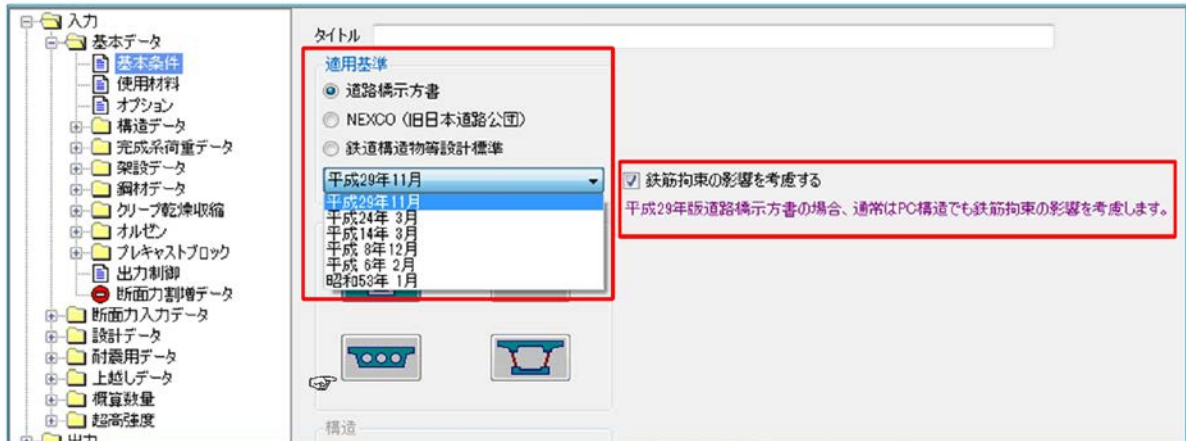 入力
基本データ
基本条件
使用材料
オプション
構造データ
完成系荷重データ
架設データ
鋼材データ
クリープ乾燥収縮
オルゼン
プレキャストブロック
出力制御
断面力割増データ
断面力入力データ
設計データ
耐震用データ
上越しデータ
概算数量
超高強度
出力
タイトル
適用基準
道路橋示方書
NEXCO（旧日本道路公団）
鉄道構造物等設計標準
平成29年11月
平成29年11月
平成24年 3月
平成14年 3月
平成 8年12月
平成 6年 2月
昭和53年 1月
鉄筋拘束の影響を考慮する
平成29年版道路橋示方書の場合、通常はPC構造でも鉄筋拘束の影響を考慮します。
構造